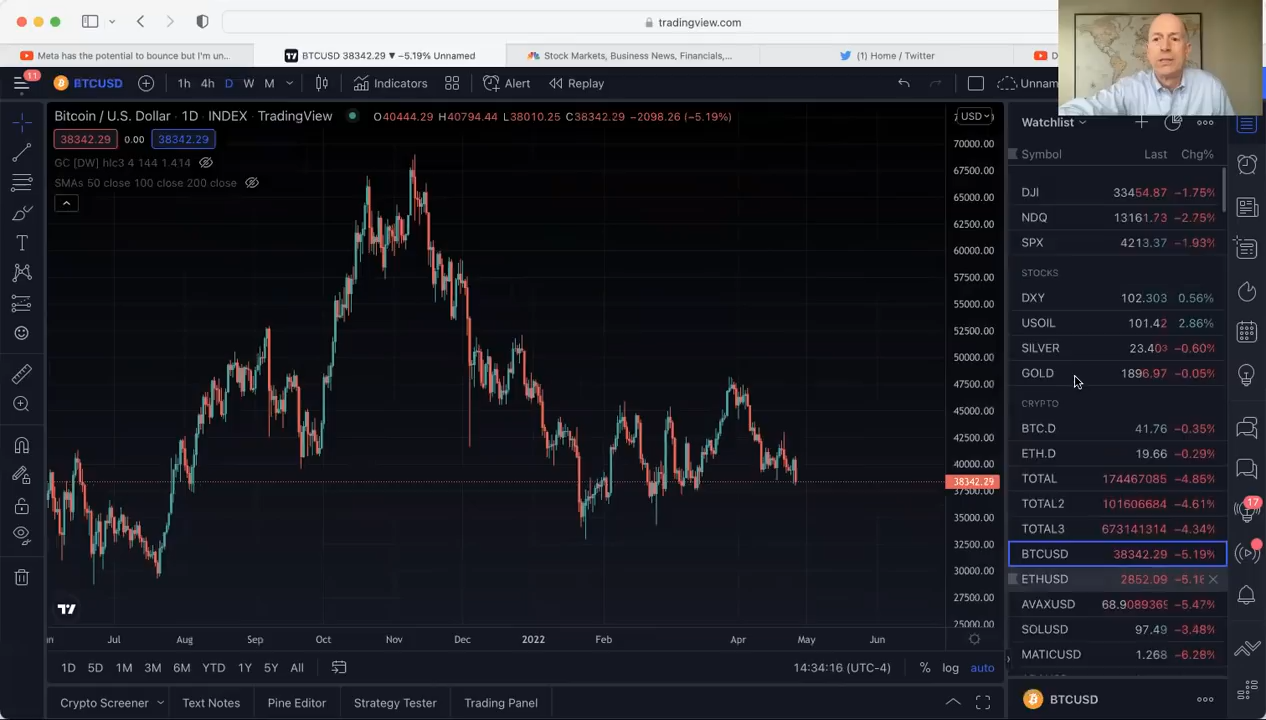 tradingview.com
Meta has the potential to bounce but I'm un...
BTCUSD 38342.29 ▼ −5.19% Unnamed
Stock Markets, Business News, Financials,...
(1) Home / Twitter
D
11
BTCUSD
1h 4h D W M
Indicators
Alert
Replay
Unnam
Bitcoin / U.S. Dollar · 1D · INDEX · TradingView
O40444.29 H40794.44 L38010.25 C38342.29 −2098.26 (−5.19%)
38342.29 0.00 38342.29
GC [DW] hlc3 4 144 1.414
SMAs 50 close 100 close 200 close
USD
70000.00
67500.00
65000.00
62500.00
60000.00
57500.00
55000.00
52500.00
50000.00
47500.00
45000.00
42500.00
40000.00
38342.29
37500.00
35000.00
32500.00
30000.00
27500.00
25000.00
Jul Aug Sep Oct Nov Dec 2022 Feb Apr May Jun
1D 5D 1M 3M 6M YTD 1Y 5Y All
14:34:16 (UTC-4)
% log auto
Crypto Screener Text Notes Pine Editor Strategy Tester Trading Panel
Watchlist
Symbol Last Chg%
DJI 33454.87 −1.75%
NDQ 13161.73 −2.75%
SPX 4213.37 −1.93%
STOCKS
DXY 102.303 0.56%
USOIL 101.42 2.86%
SILVER 23.403 −0.60%
GOLD 1896.97 −0.05%
CRYPTO
BTC.D 41.76 −0.35%
ETH.D 19.66 −0.29%
TOTAL 174467085 −4.85%
TOTAL2 101606684 −4.61%
TOTAL3 673141314 −4.34%
BTCUSD 38342.29 −5.19%
ETHUSD 2852.09 −5.18
AVAXUSD 68.9089369 −5.47%
SOLUSD 97.49 −3.48%
MATICUSD 1.268 −6.28%
BTCUSD
17